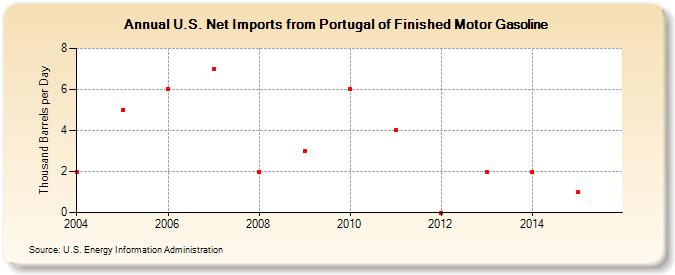 Annual U.S. Net Imports from Portugal of Finished Motor Gasoline
Thousand Barrels per Day
8
6
4
2
0
2004 2006 2008 2010 2012 2014
Source: U.S. Energy Information Administration